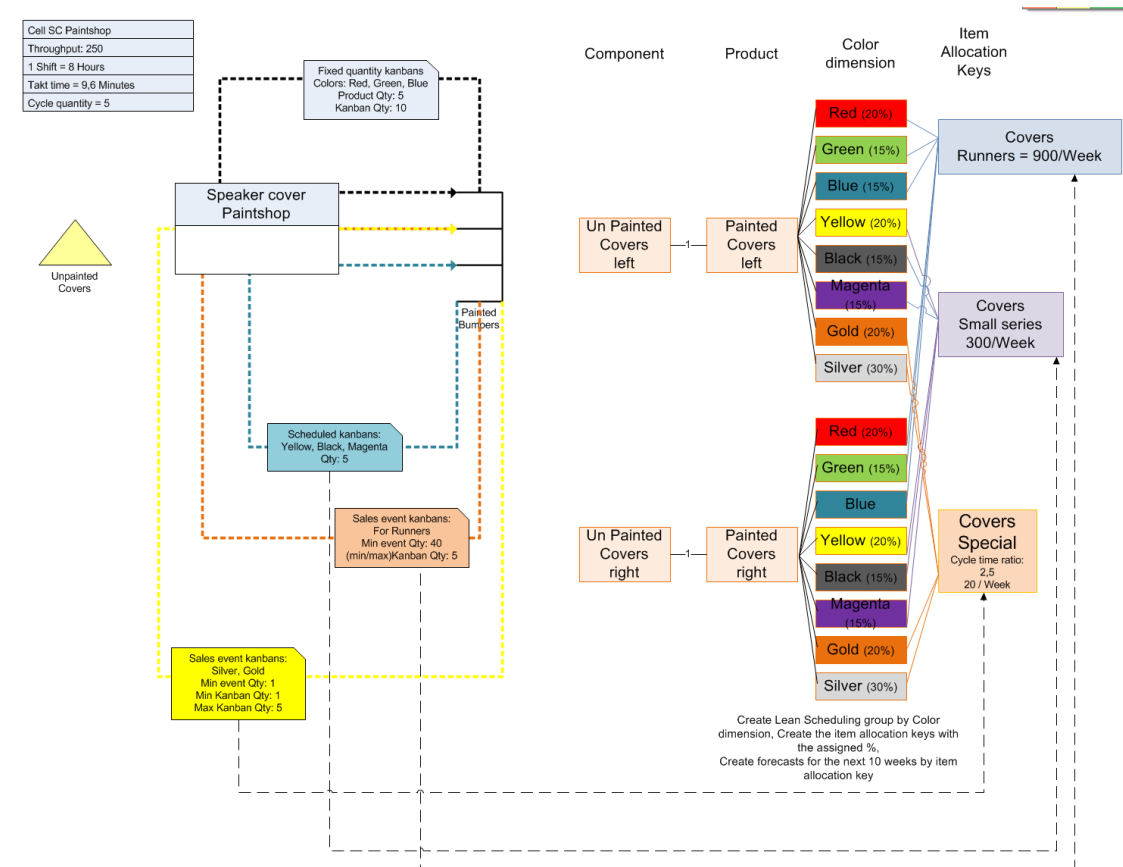 Cell SC Paintshop
Throughput: 250
1 Shift = 8 Hours
Takt time = 9,6 Minutes
Cycle quantity = 5
Fixed quantity kanbans
Colors: Red, Green, Blue
Product Qty: 5
Kanban Qty: 10
Speaker cover
Paintshop
Unpainted
Covers
Painted
Bumpers
Scheduled kanbans:
Yellow, Black, Magenta
Qty: 5
Sales event kanbans:
For Runners
Min event Qty: 40
(min/max)Kanban Qty: 5
Sales event kanbans:
Silver, Gold
Min event Qty: 1
Min Kanban Qty: 1
Max Kanban Qty: 5
Component
Product
Color
dimension
Item
Allocation
Keys
Un Painted
Covers
left
1
Painted
Covers
left
Red (20%)
Green (15%)
Blue (15%)
Yellow (20%)
Black (15%)
Magenta
(15%)
Gold (20%)
Silver (30%)
Un Painted
Covers
right
1
Painted
Covers
right
Red (20%)
Green (15%)
Blue
Yellow (20%)
Black (15%)
Magenta
(15%)
Gold (20%)
Silver (30%)
Covers
Runners = 900/Week
Covers
Small series
300/Week
Covers
Special
Cycle time ratio:
2,5
20 / Week
Create Lean Scheduling group by Color
dimension, Create the item allocation keys with
the assigned %,
Create forecasts for the next 10 weeks by item
allocation key